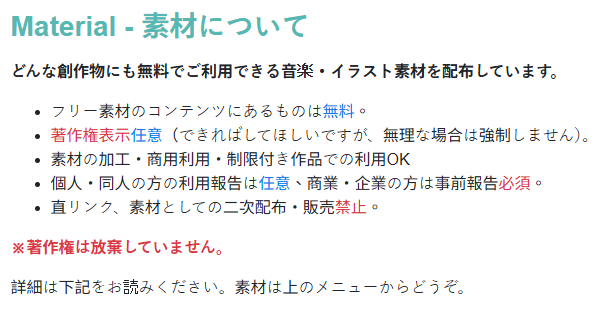 Material - 素材について
どんな創作物にも無料でご利用できる音楽・イラスト素材を配布しています。
フリー素材のコンテンツにあるものは無料。
著作権表示任意（できればしてほしいですが、無理な場合は強制しません）。
素材の加工・商用利用・制限付き作品での利用OK
個人・同人の方の利用報告は任意、商業・企業の方は事前報告必須。
直リンク、素材としての二次配布・販売禁止。
※著作権は放棄していません。
詳細は下記をお読みください。素材は上のメニューからどうぞ。